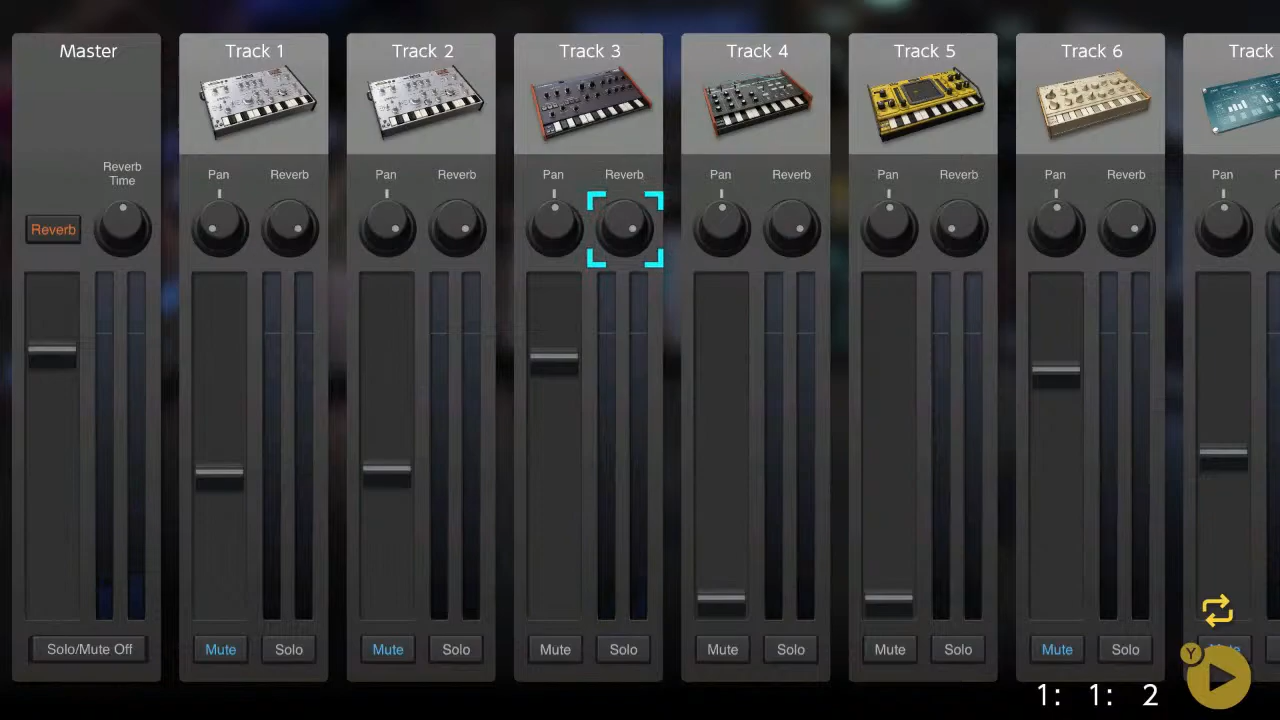 Master
Track 1
Track 2
Track 3
Track 4
Track 5
Track 6
Track
Reverb
Time
Pan
Reverb
Pan
Reverb
Pan
Reverb
Pan
Reverb
Pan
Reverb
Pan
Reverb
Pan
Reverb
Solo/Mute Off
Mute
Solo
Mute
Solo
Mute
Solo
Mute
Solo
Mute
Solo
Mute
Solo
Mute
Y
1: 1: 2